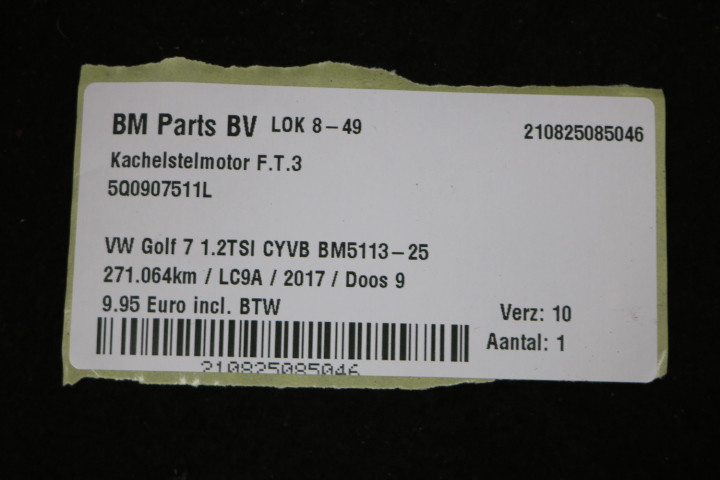 BM Parts BV LOK 8-49 210825085046
Kachelstelmotor F.T.3
5Q0907511L
VW Golf 7 1.2TSI CYVB BM5113-25
271.064km / LC9A / 2017 / Doos 9
9.95 Euro incl. BTW
Verz: 10
Aantal: 1
210825085046